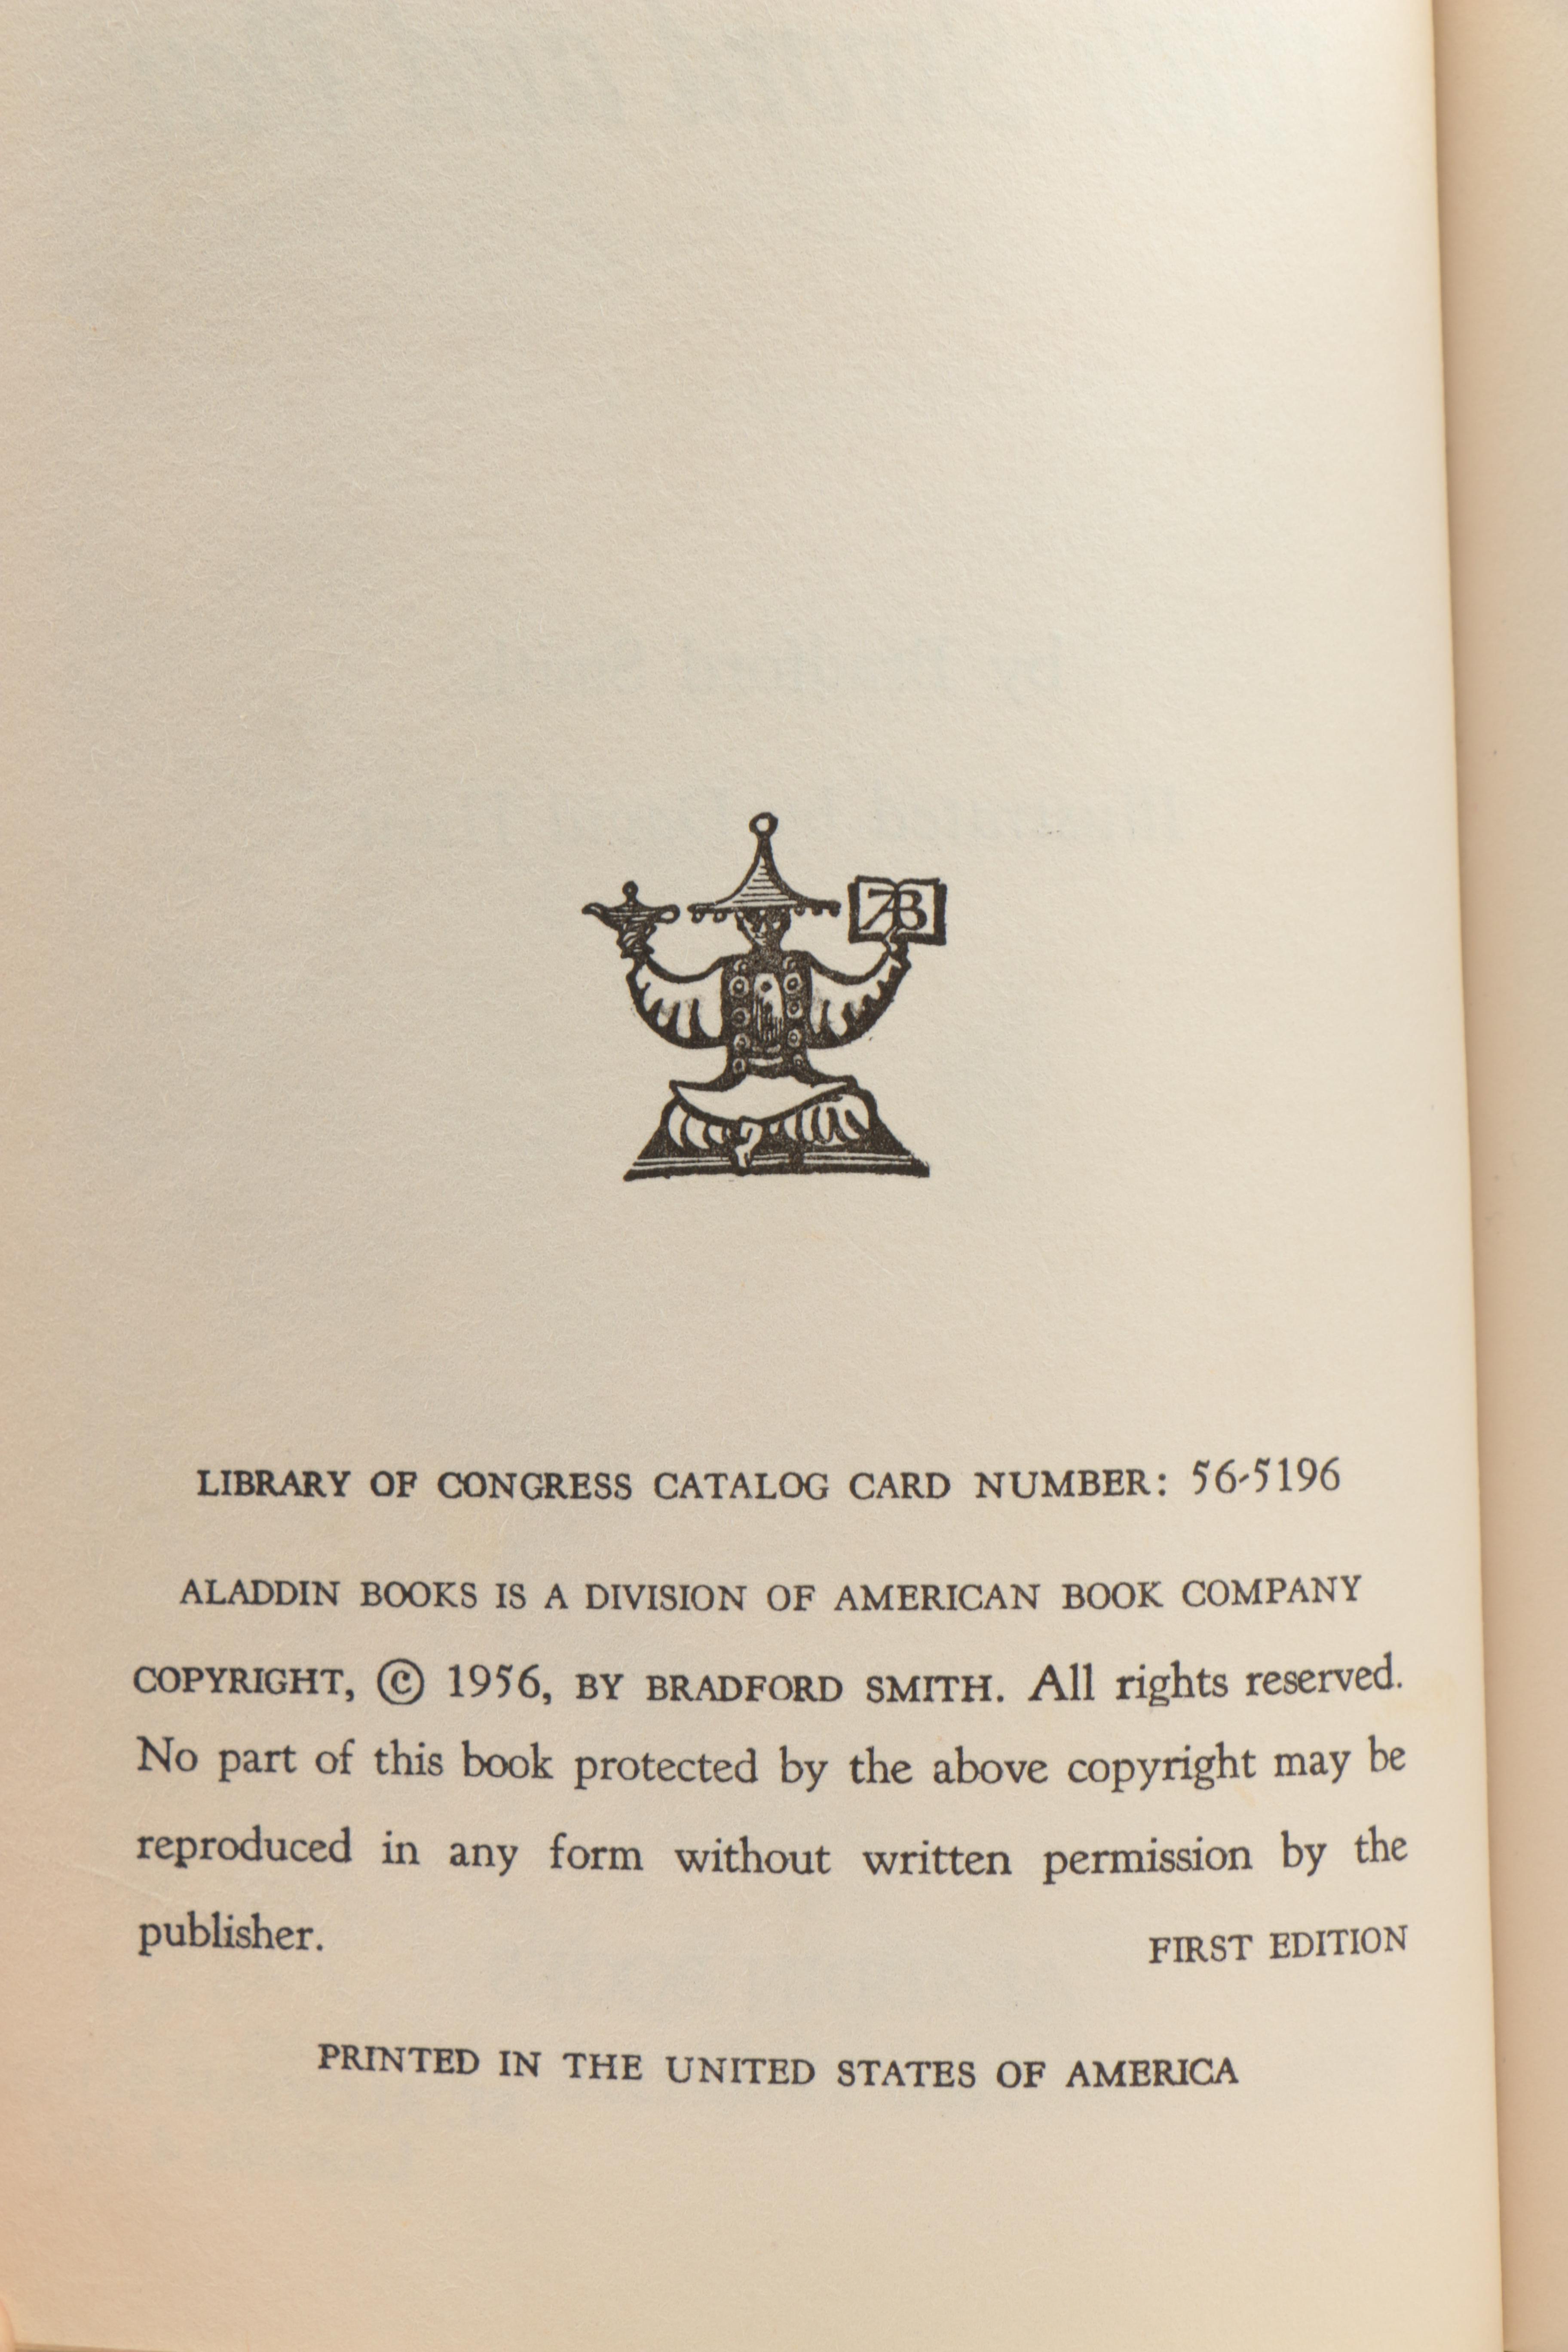 AB
LIBRARY OF CONGRESS CATALOG CARD NUMBER: 56-5196
ALADDIN BOOKS IS A DIVISION OF AMERICAN BOOK COMPANY
COPYRIGHT, © 1956, BY BRADFORD SMITH. All rights reserved.
No part of this book protected by the above copyright may be
reproduced in any form without written permission by the
publisher. FIRST EDITION
PRINTED IN THE UNITED STATES OF AMERICA